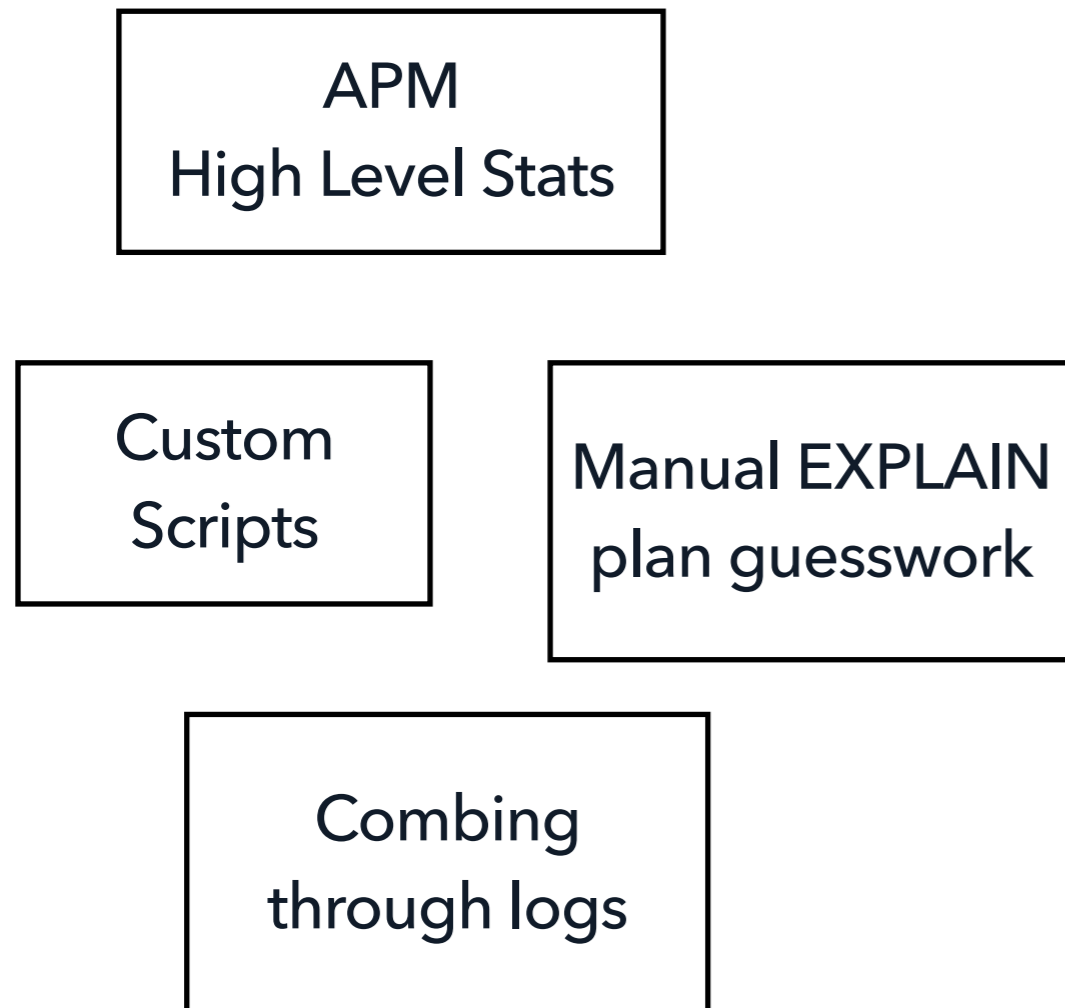 APM
High Level Stats
Custom
Scripts
Manual EXPLAIN
plan guesswork
Combing
through logs